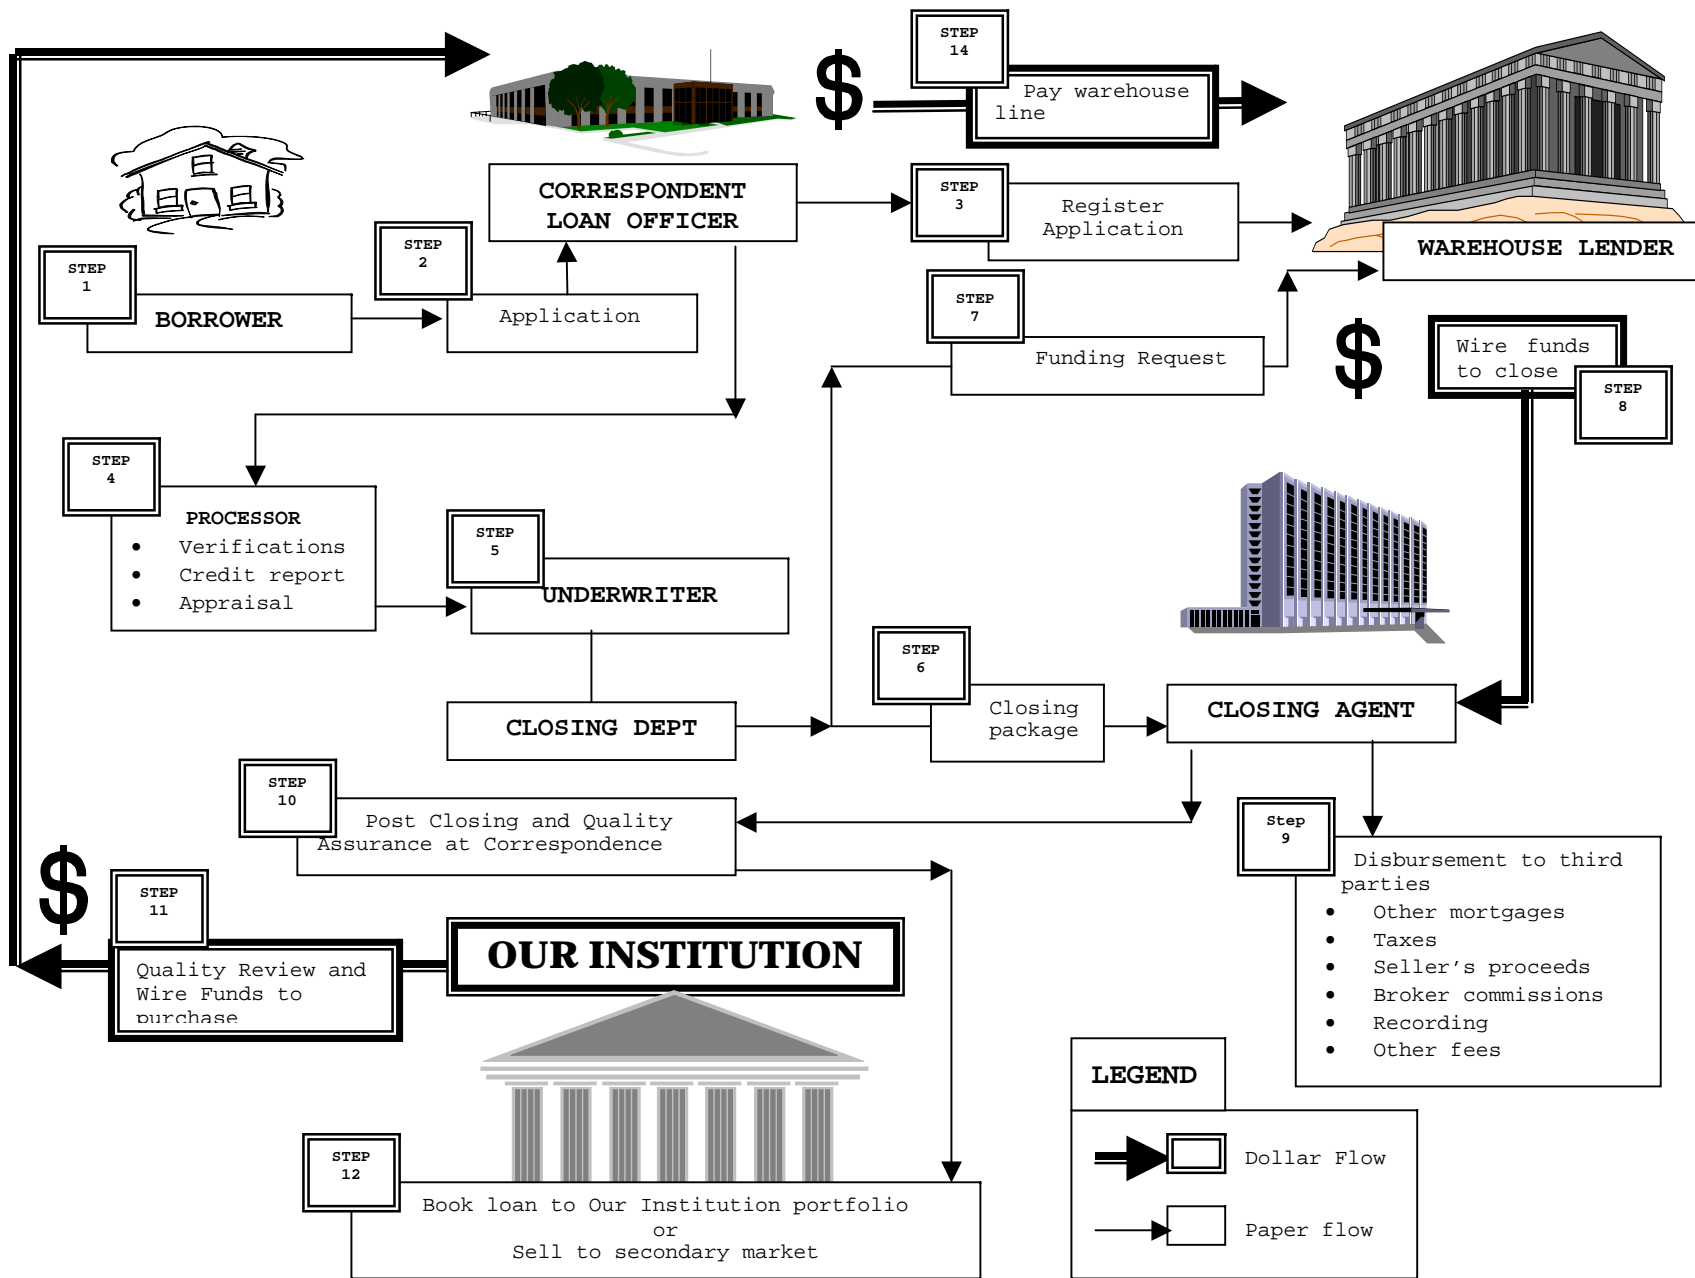 STEP
14
$
Pay warehouse
line
CORRESPONDENT
LOAN OFFICER
STEP
3
Register
Application
WAREHOUSE LENDER
STEP
1
BORROWER
STEP
2
Application
STEP
7
Funding Request
$
Wire funds
to close
STEP
8
STEP
4
PROCESSOR
• Verifications
• Credit report
• Appraisal
STEP
5
UNDERWRITER
CLOSING DEPT
STEP
6
Closing
package
CLOSING AGENT
STEP
10
Post Closing and Quality
Assurance at Correspondence
Step
9
Disbursement to third
parties
• Other mortgages
• Taxes
• Seller's proceeds
• Broker commissions
• Recording
• Other fees
$
STEP
11
Quality Review and
Wire Funds to
purchase
OUR INSTITUTION
STEP
12
Book loan to Our Institution portfolio
or
Sell to secondary market
LEGEND
Dollar Flow
Paper flow